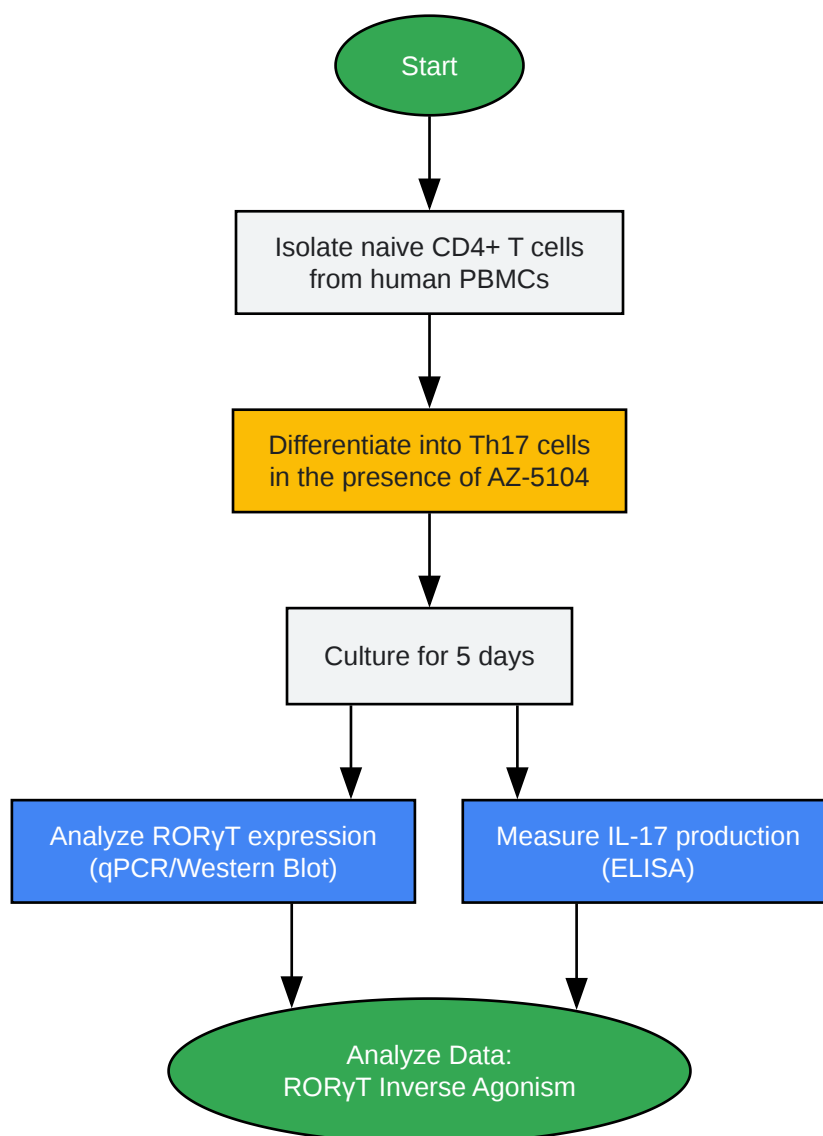 Start
Isolate naive CD4+ T cells
from human PBMCs
Differentiate into Th17 cells
in the presence of AZ-5104
Culture for 5 days
Analyze RORγT expression
(qPCR/Western Blot)
Measure IL-17 production
(ELISA)
Analyze Data:
RORγT Inverse Agonism